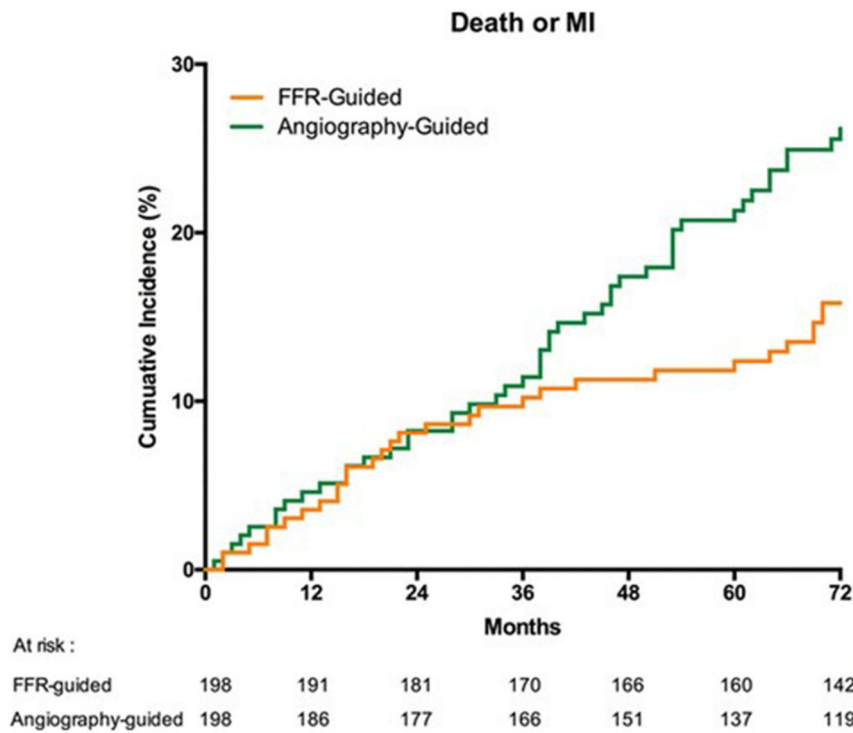 Death or MI
30
FFR-Guided
Angiography-Guided
20
Cumuative Incidence (%)
10
0
0 12 24 36 48 60 72
Months
At risk :
FFR-guided 198 191 181 170 166 160 142
Angiography-guided 198 186 177 166 151 137 119